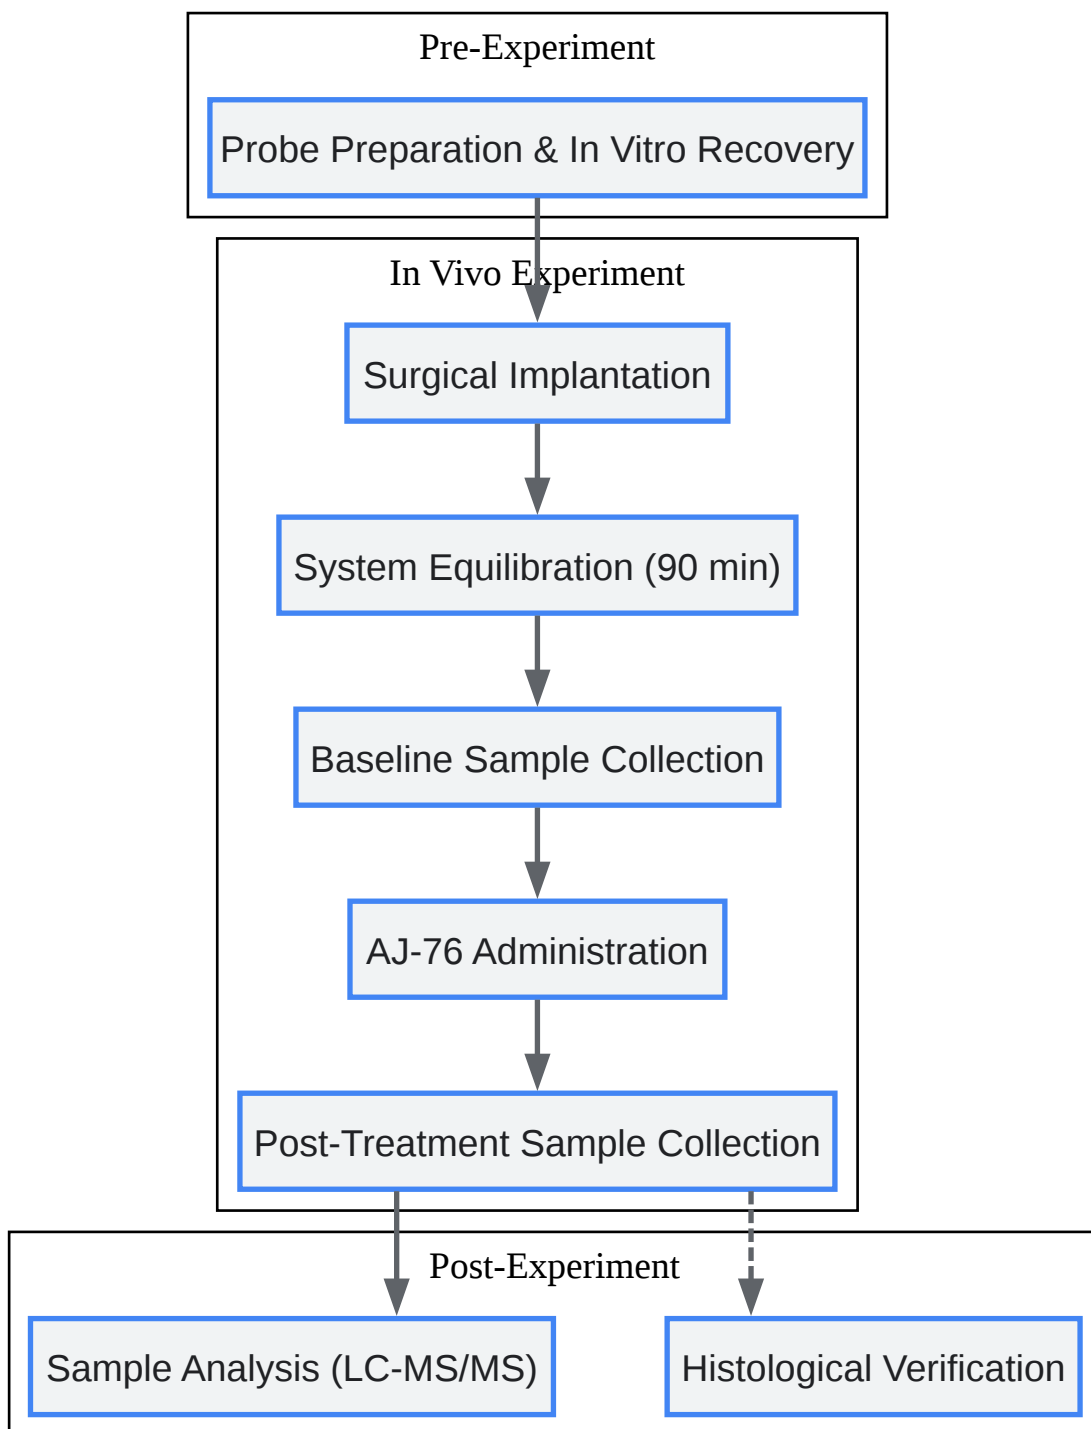 Pre-Experiment
Probe Preparation & In Vitro Recovery
In Vivo Experiment
Surgical Implantation
System Equilibration (90 min)
Baseline Sample Collection
AJ-76 Administration
Post-Treatment Sample Collection
Post-Experiment
Sample Analysis (LC-MS/MS)
Histological Verification